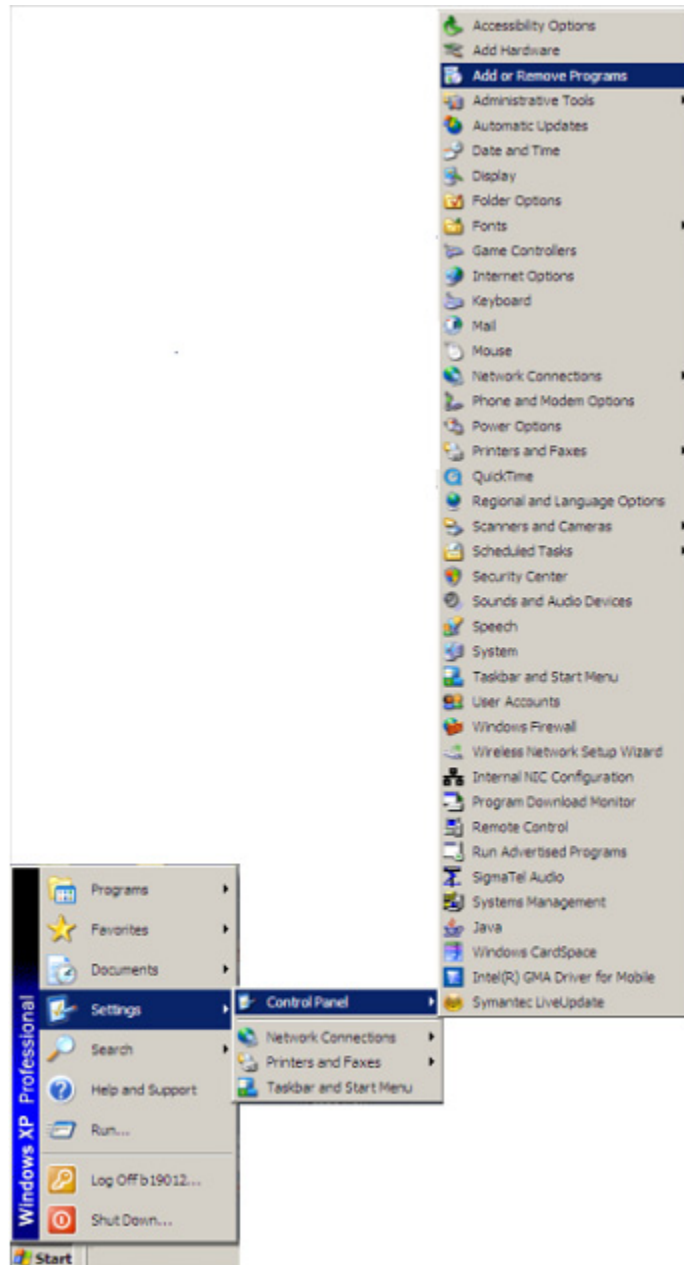 Accessibility Options
Add Hardware
Add or Remove Programs
Administrative Tools
Automatic Updates
Date and Time
Display
Folder Options
Fonts
Game Controllers
Internet Options
Keyboard
Mail
Mouse
Network Connections
Phone and Modem Options
Power Options
Printers and Faxes
QuickTime
Regional and Language Options
Scanners and Cameras
Scheduled Tasks
Security Center
Sounds and Audio Devices
Speech
System
Taskbar and Start Menu
User Accounts
Windows Firewall
Wireless Network Setup Wizard
Internal NIC Configuration
Program Download Monitor
Remote Control
Run Advertised Programs
SigmaTel Audio
Systems Management
Java
Windows CardSpace
Intel(R) GMA Driver for Mobile
Symantec LiveUpdate
Windows XP Professional
Programs
Favorites
Documents
Settings
Search
Help and Support
Run...
Log Off b19012...
Shut Down...
Control Panel
Network Connections
Printers and Faxes
Taskbar and Start Menu
Start